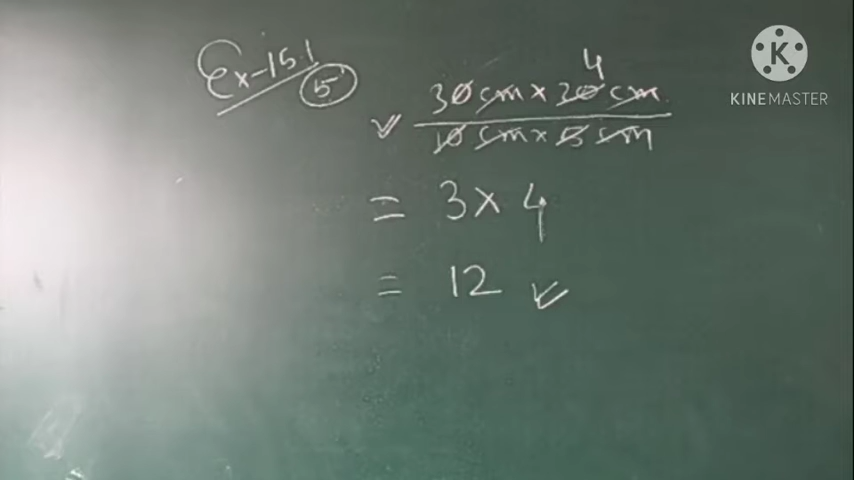 Ex-15.1
5
4
30 cm x 20 cm
10 cm x 5 cm
= 3 x 4
= 12
K
KINEMASTER